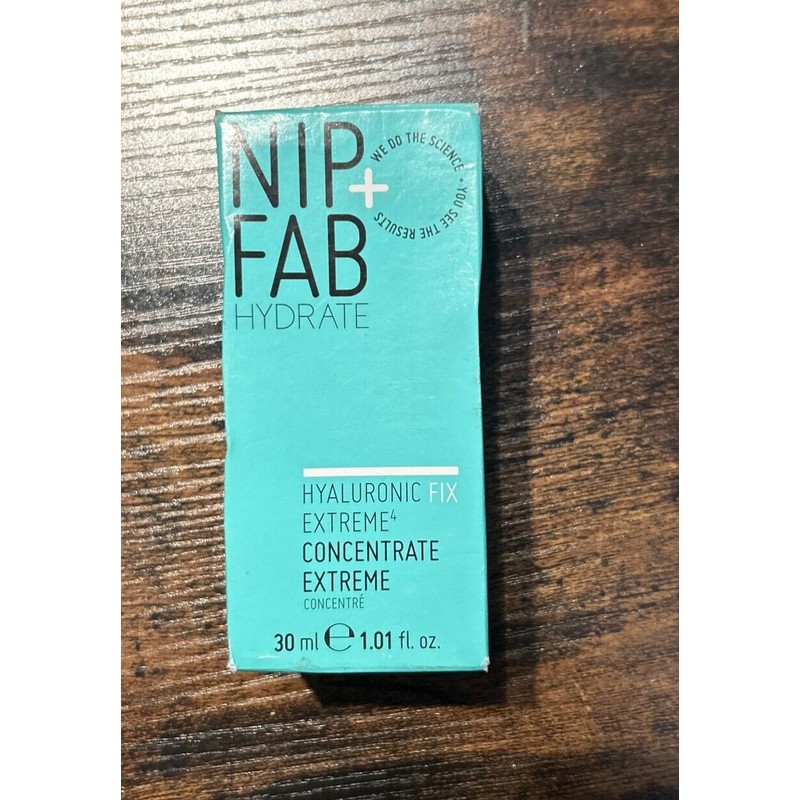 NIP+
FAB
HYDRATE
WE DO THE SCIENCE • YOU SEE THE RESULTS
HYALURONIC FIX
EXTREME⁴
CONCENTRATE
EXTREME
CONCENTRÉ
30 ml ℮ 1.01 fl. oz.